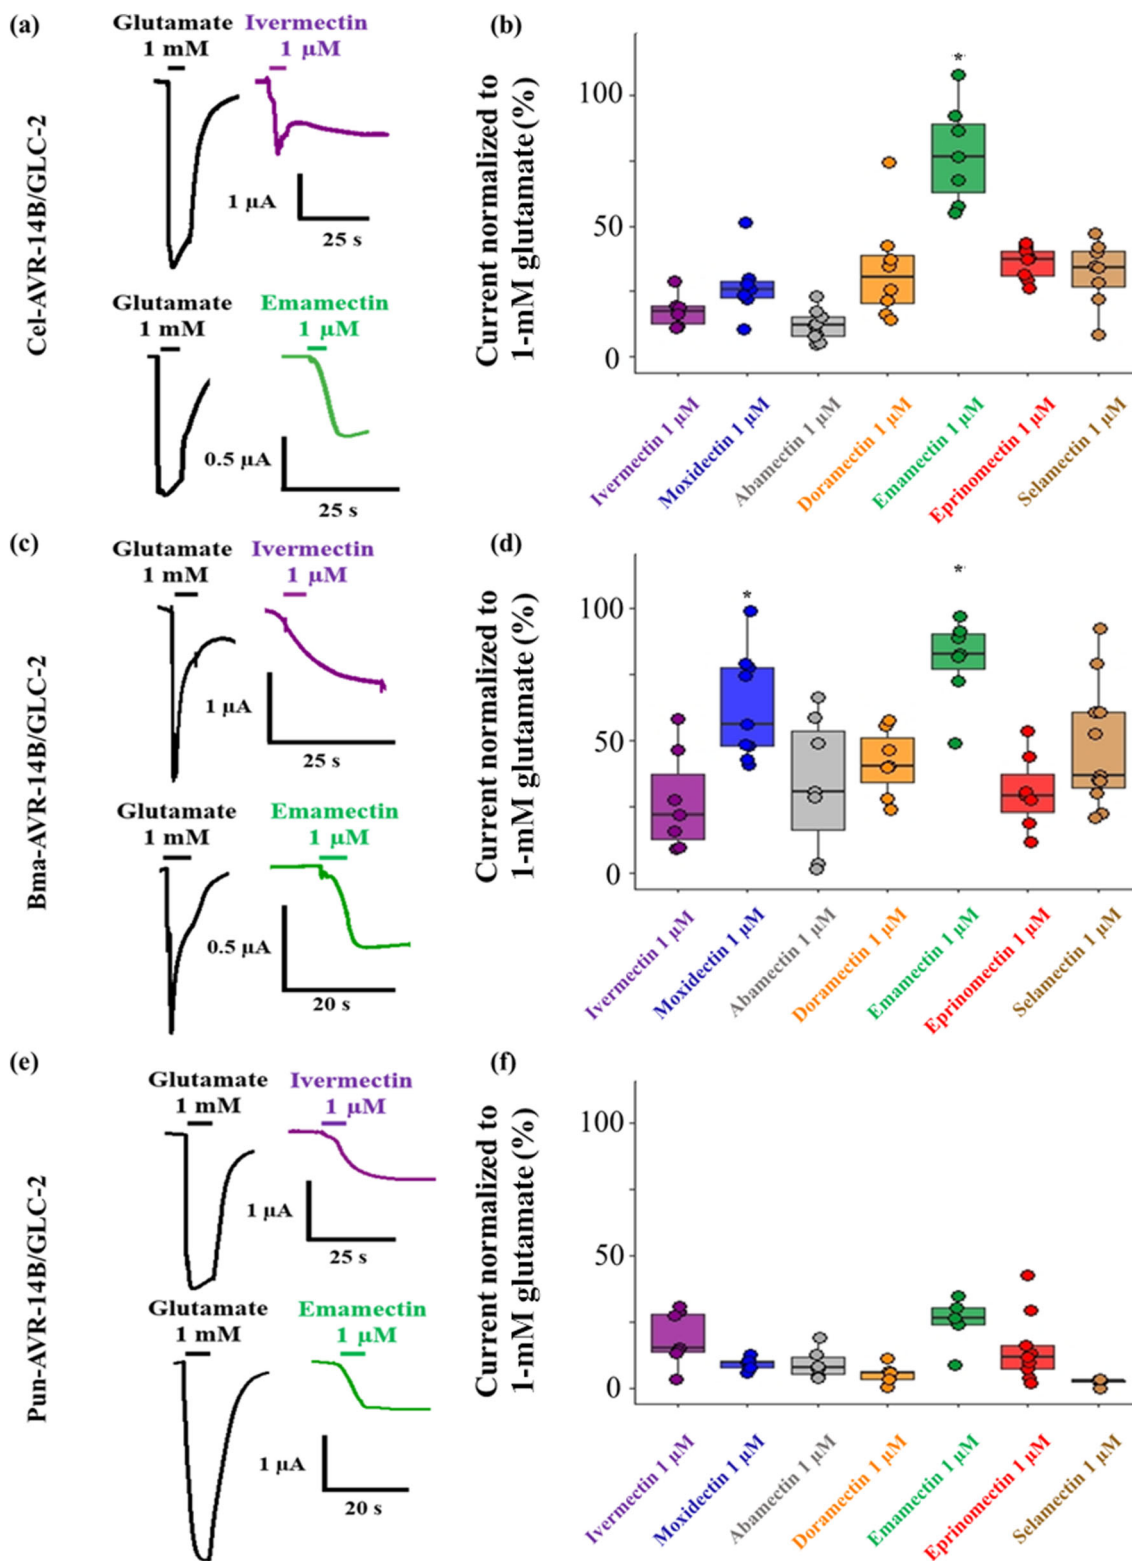 (a)
Cel-AVR-14B/GLC-2
Glutamate
1 mM
Ivermectin
1 µM
1 µA
25 s
Glutamate
1 mM
Emamectin
1 µM
0.5 µA
25 s
(b)
Current normalized to
1-mM glutamate (%)
100
50
0
*
Ivermectin 1 µM
Moxidectin 1 µM
Abamectin 1 µM
Doramectin 1 µM
Emamectin 1 µM
Eprinomectin 1 µM
Selamectin 1 µM
(c)
Bma-AVR-14B/GLC-2
Glutamate
1 mM
Ivermectin
1 µM
1 µA
25 s
Glutamate
1 mM
Emamectin
1 µM
0.5 µA
20 s
(d)
Current normalized to
1-mM glutamate (%)
100
50
0
*
*
Ivermectin 1 µM
Moxidectin 1 µM
Abamectin 1 µM
Doramectin 1 µM
Emamectin 1 µM
Eprinomectin 1 µM
Selamectin 1 µM
(e)
Pun-AVR-14B/GLC-2
Glutamate
1 mM
Ivermectin
1 µM
1 µA
25 s
Glutamate
1 mM
Emamectin
1 µM
1 µA
20 s
(f)
Current normalized to
1-mM glutamate (%)
100
50
0
Ivermectin 1 µM
Moxidectin 1 µM
Abamectin 1 µM
Doramectin 1 µM
Emamectin 1 µM
Eprinomectin 1 µM
Selamectin 1 µM